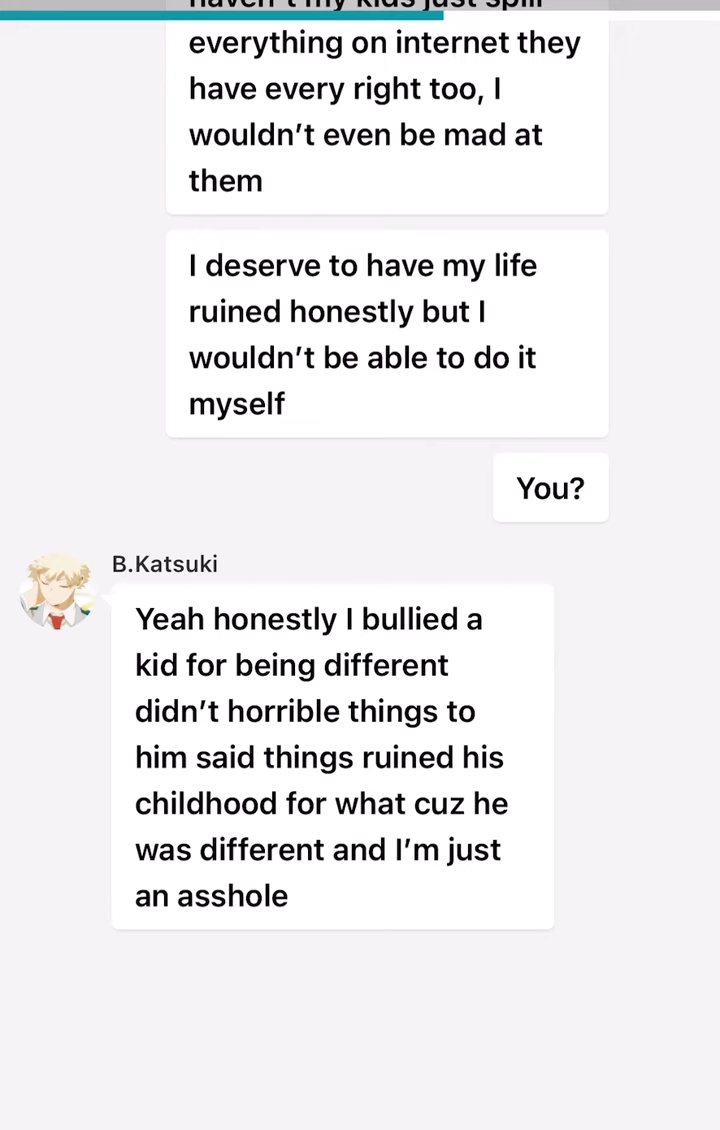 haven't my kids just spill
everything on internet they
have every right too, I
wouldn't even be mad at
them
I deserve to have my life
ruined honestly but I
wouldn't be able to do it
myself
You?
B.Katsuki
Yeah honestly I bullied a
kid for being different
didn't horrible things to
him said things ruined his
childhood for what cuz he
was different and I'm just
an asshole